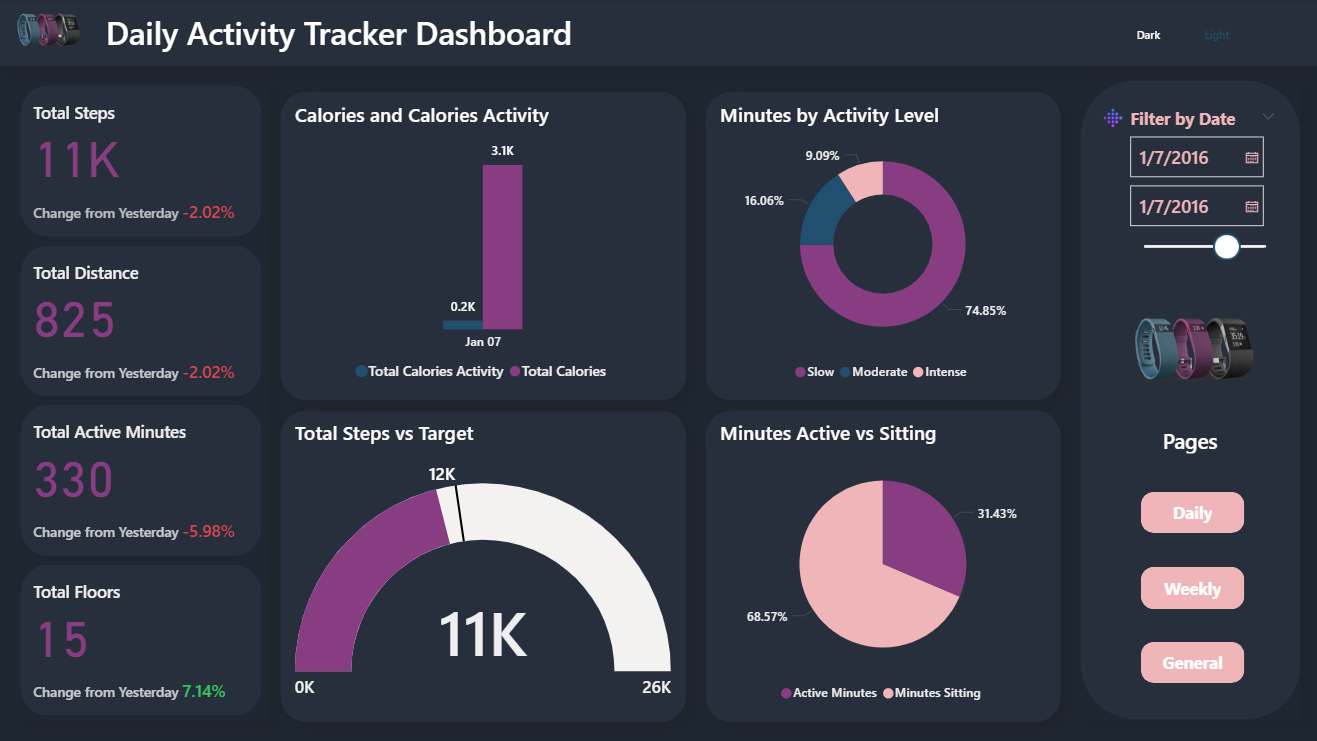 Daily Activity Tracker Dashboard
Dark
Light
Total Steps
11K
Change from Yesterday -2.02%
Total Distance
825
Change from Yesterday -2.02%
Total Active Minutes
330
Change from Yesterday -5.98%
Total Floors
15
Change from Yesterday 7.14%
Calories and Calories Activity
3.1K
0.2K
Jan 07
Total Calories Activity Total Calories
Minutes by Activity Level
9.09%
16.06%
74.85%
Slow Moderate Intense
Total Steps vs Target
12K
11K
0K
26K
Minutes Active vs Sitting
31.43%
68.57%
Active Minutes Minutes Sitting
Filter by Date
1/7/2016
1/7/2016
Pages
Daily
Weekly
General